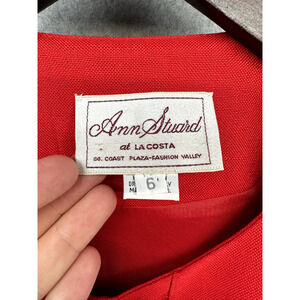 Ann Stuard
at LA COSTA
SO. COAST PLAZA-FASHION VALLEY
6